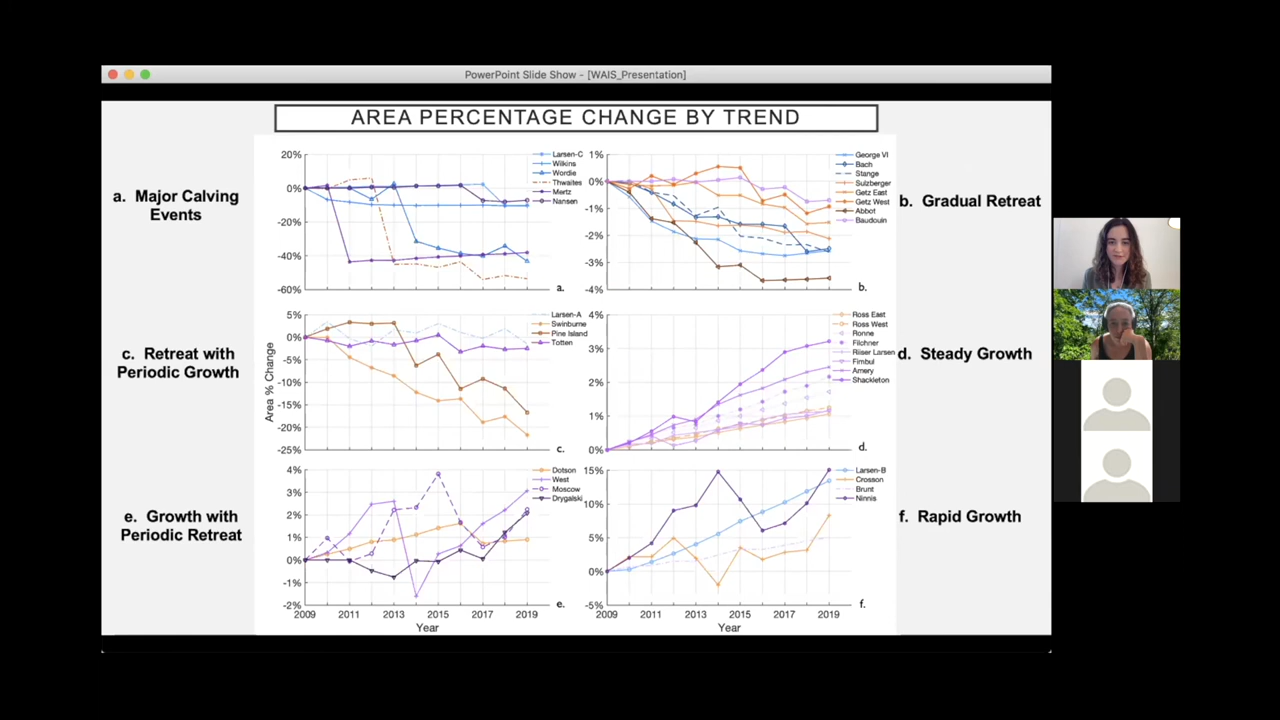 PowerPoint Slide Show - [WAIS_Presentation]
AREA PERCENTAGE CHANGE BY TREND
a. Major Calving
Events
20%
0%
-20%
-40%
-60%
Larsen-C
Wilkins
Wordie
Thwaites
Mertz
Nansen
a.
1%
0%
-1%
-2%
-3%
-4%
George VI
Bach
Stange
Sulzberger
Getz East
Getz West
Abbot
Baudouin
b.
b. Gradual Retreat
c. Retreat with
Periodic Growth
Area % Change
5%
0%
-5%
-10%
-15%
-20%
-25%
Larsen-A
Swinburne
Pine Island
Totten
c.
4%
3%
2%
1%
0%
Ross East
Ross West
Ronne
Filchner
Riiser Larsen
Fimbul
Amery
Shackleton
d.
d. Steady Growth
e. Growth with
Periodic Retreat
4%
3%
2%
1%
0%
-1%
-2%
Dotson
West
Moscow
Drygalski
e.
2009 2011 2013 2015 2017 2019
Year
15%
10%
5%
0%
-5%
Larsen-B
Crosson
Brunt
Ninnis
f.
2009 2011 2013 2015 2017 2019
Year
f. Rapid Growth